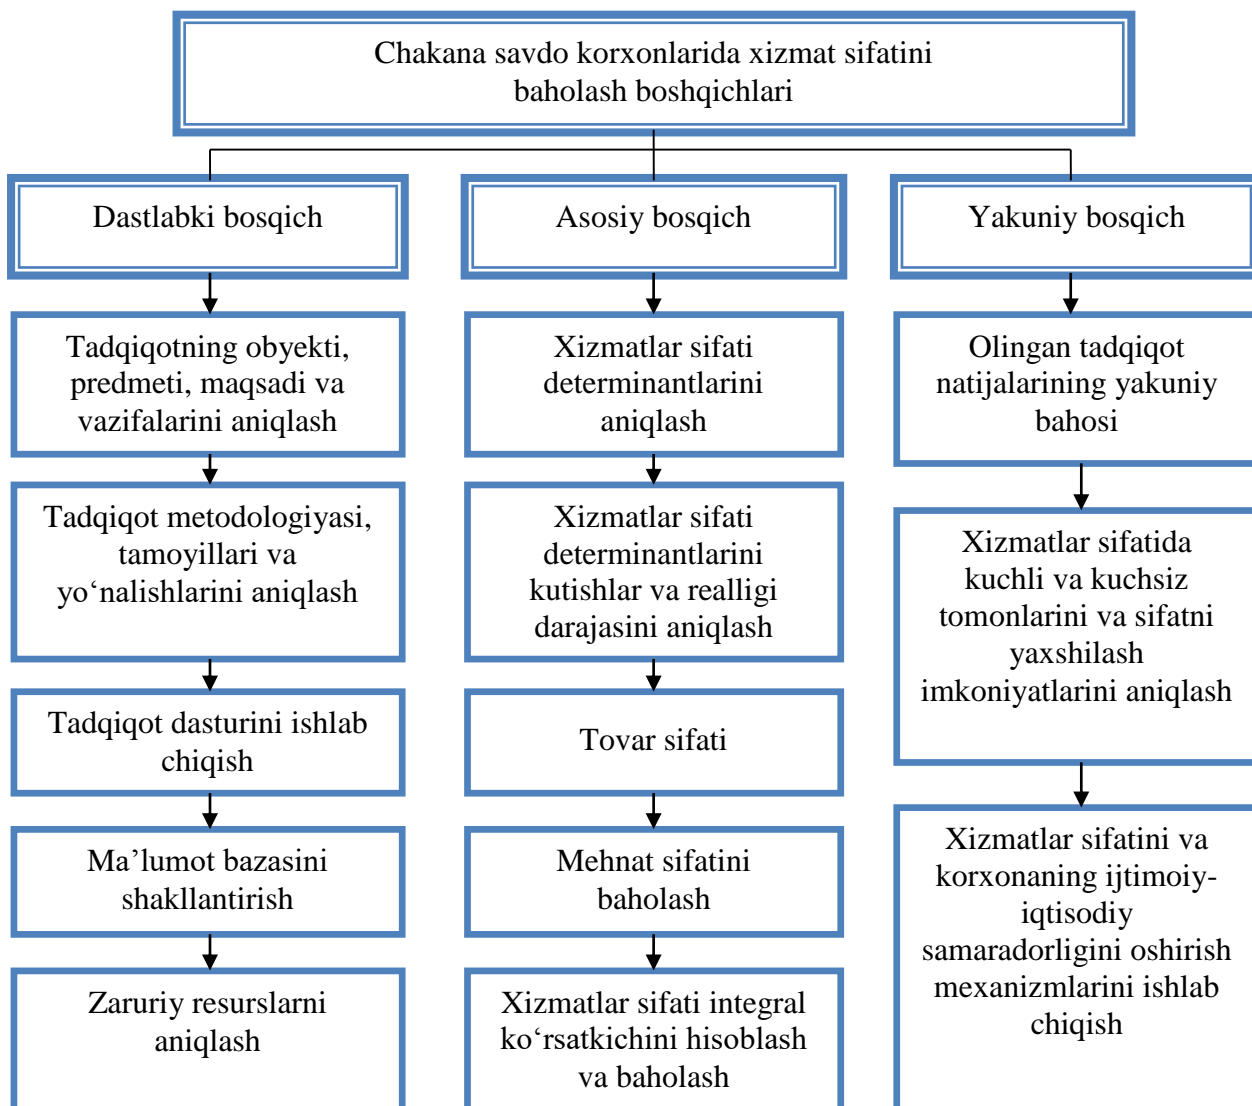 Chakana savdo korxonlarida xizmat sifatini
baholash boshqichlari
Dastlabki bosqich
Tadqiqotning obyekti,
predmeti, maqsadi va
vazifalarini aniqlash
Tadqiqot metodologiyasi,
tamoyillari va
yo‘nalishlarini aniqlash
Tadqiqot dasturini ishlab
chiqish
Ma’lumot bazasini
shakllantirish
Zaruriy resurslarni
aniqlash
Asosiy bosqich
Xizmatlar sifati
determinantlarini
aniqlash
Xizmatlar sifati
determinantlarini
kutishlar va realligi
darajasini aniqlash
Tovar sifati
Mehnat sifatini
baholash
Xizmatlar sifati integral
ko‘rsatkichini hisoblash
va baholash
Yakuniy bosqich
Olingan tadqiqot
natijalarining yakuniy
bahosi
Xizmatlar sifatida
kuchli va kuchsiz
tomonlarini va sifatni
yaxshilash
imkoniyatlarini aniqlash
Xizmatlar sifatini va
korxonaning ijtimoiy-
iqtisodiy
samaradorligini oshirish
mexanizmlarini ishlab
chiqish